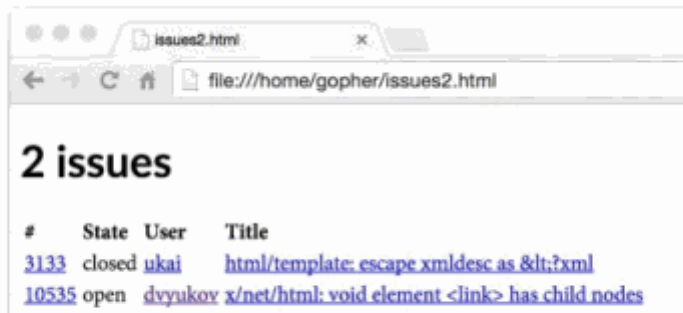 issues2.html
file:///home/gopher/issues2.html
2 issues
# State User Title
3133 closed ukai html/template: escape xmldesc as &lt;?xml
10535 open dvyukov x/net/html: void element <link> has child nodes